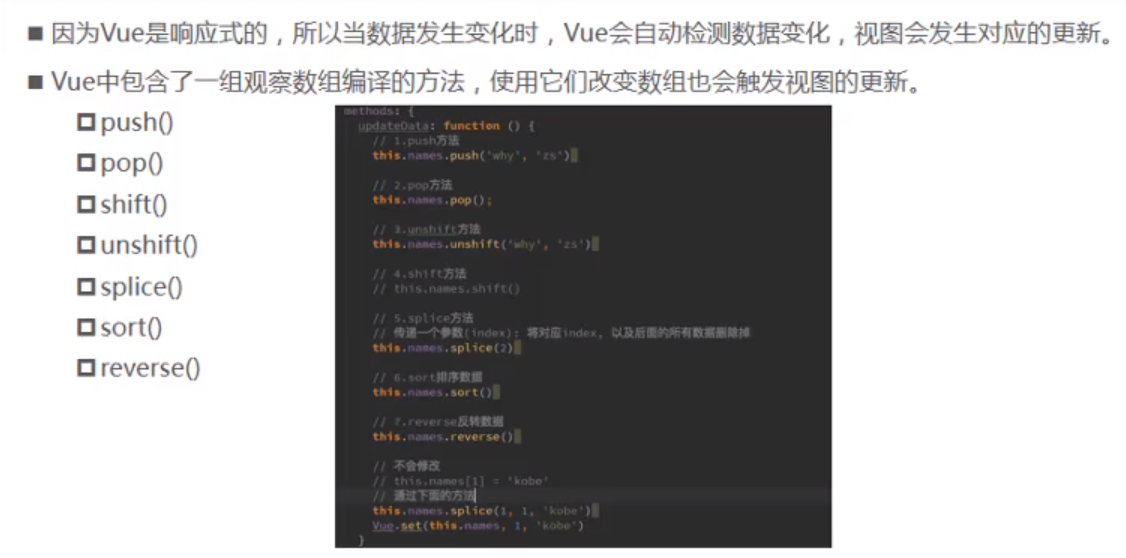 ■ 因为Vue是响应式的，所以当数据发生变化时，Vue会自动检测数据变化，视图会发生对应的更新。
■ Vue中包含了一组观察数组编译的方法，使用它们改变数组也会触发视图的更新。
push()
pop()
shift()
unshift()
splice()
sort()
reverse()
methods: {
updateData: function () {
// 1.push方法
this.names.push('why', 'zs')
// 2.pop方法
this.names.pop();
// 3.unshift方法
this.names.unshift('why', 'zs')
// 4.shift方法
// this.names.shift()
// 5.splice方法
// 传递一个参数(index): 将对应index, 以及后面的所有数据删除掉
this.names.splice(2)
// 6.sort排序数据
this.names.sort()
// 7.reverse反转数据
this.names.reverse()
// 不会修改
// this.names[1] = 'kobe'
// 通过下面的方法
this.names.splice(1, 1, 'kobe')
Vue.set(this.names, 1, 'kobe')
}